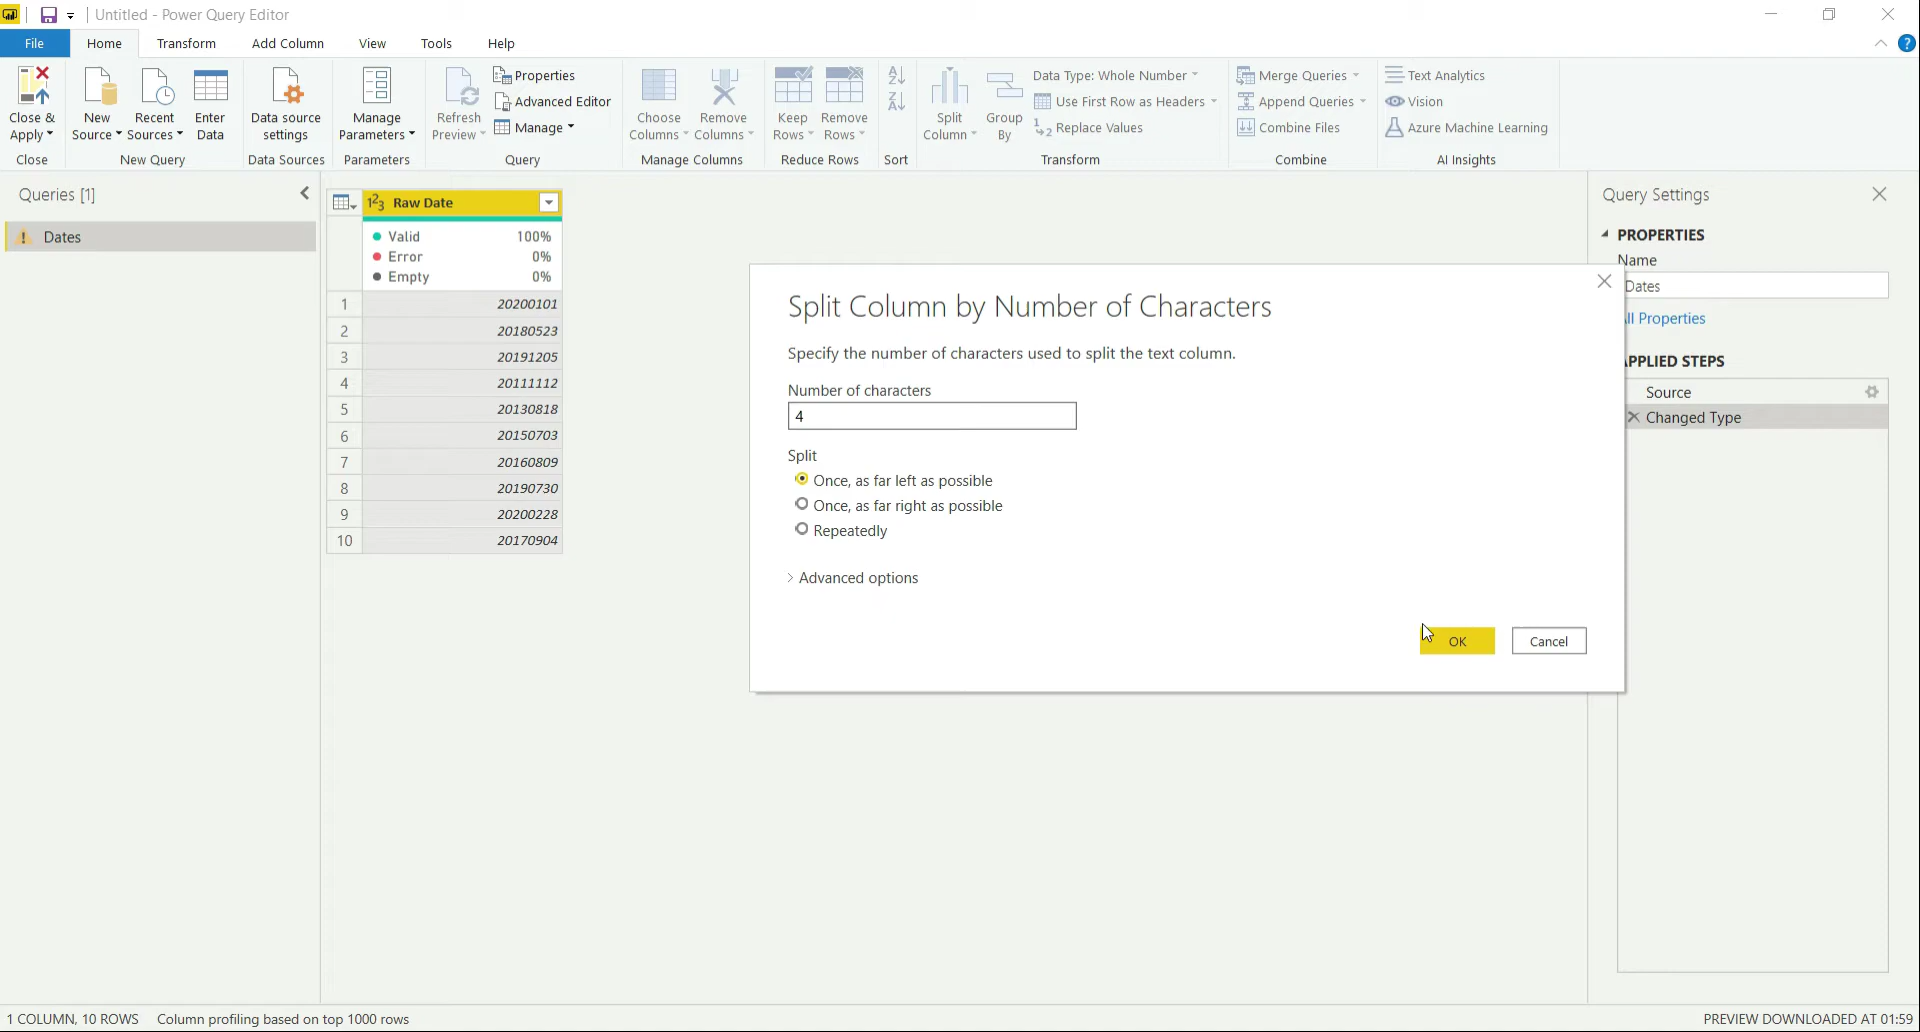 Untitled - Power Query Editor
File Home Transform Add Column View Tools Help
Close & Apply
New Source
Recent Sources
Enter Data
Data source settings
Manage Parameters
Refresh Preview
Properties
Advanced Editor
Manage
Choose Columns
Remove Columns
Keep Rows
Remove Rows
Split Column
Group By
Data Type: Whole Number
Use First Row as Headers
1 2 Replace Values
Merge Queries
Append Queries
Combine Files
Text Analytics
Vision
Azure Machine Learning
Close New Query Data Sources Parameters Query Manage Columns Reduce Rows Sort Transform Combine AI Insights
Queries [1]
Dates
1 2 3 Raw Date
Valid 100%
Error 0%
Empty 0%
1 20200101
2 20180523
3 20191205
4 20111112
5 20130818
6 20150703
7 20160809
8 20190730
9 20200228
10 20170904
Split Column by Number of Characters
Specify the number of characters used to split the text column.
Number of characters
4
Split
Once, as far left as possible
Once, as far right as possible
Repeatedly
Advanced options
OK Cancel
Query Settings
PROPERTIES
Name
Dates
ll Properties
PPLIED STEPS
Source
Changed Type
1 COLUMN, 10 ROWS Column profiling based on top 1000 rows
PREVIEW DOWNLOADED AT 01:59